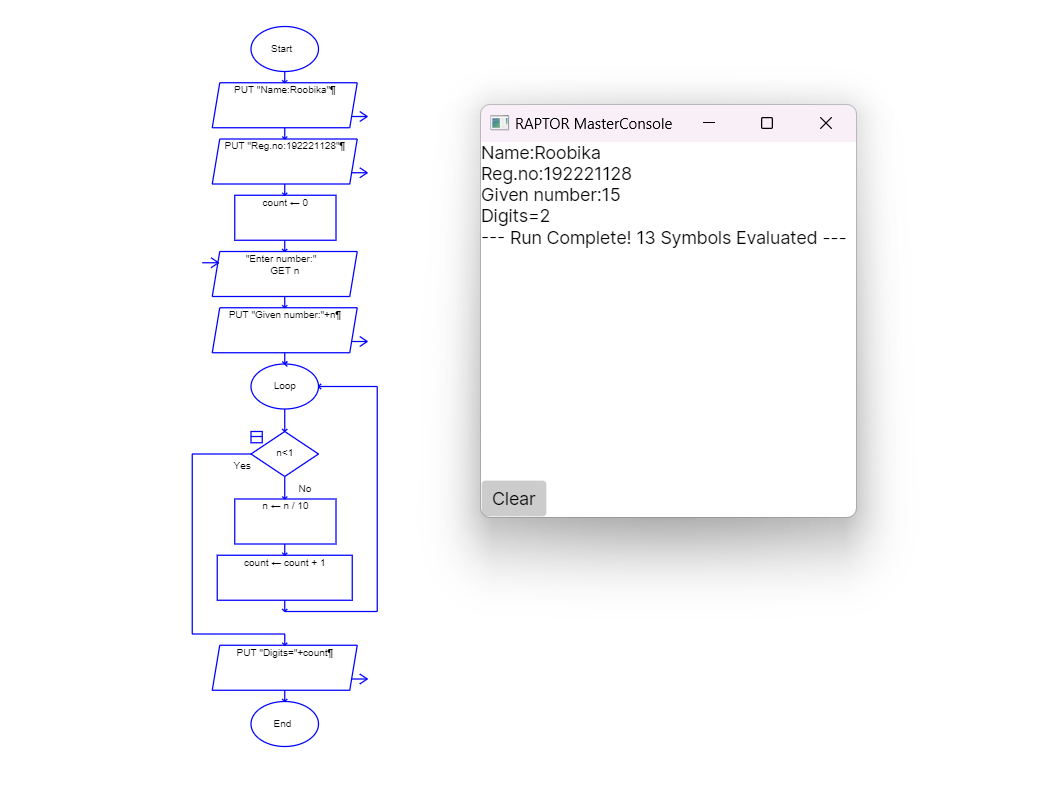 Start
PUT "Name:Roobika"¶
PUT "Reg.no:192221128"¶
count ← 0
"Enter number:"
GET n
PUT "Given number:"+n¶
Loop
n<1
Yes
No
n ← n / 10
count ← count + 1
PUT "Digits="+count¶
End
RAPTOR MasterConsole
Name:Roobika
Reg.no:192221128
Given number:15
Digits=2
--- Run Complete! 13 Symbols Evaluated ---
Clear